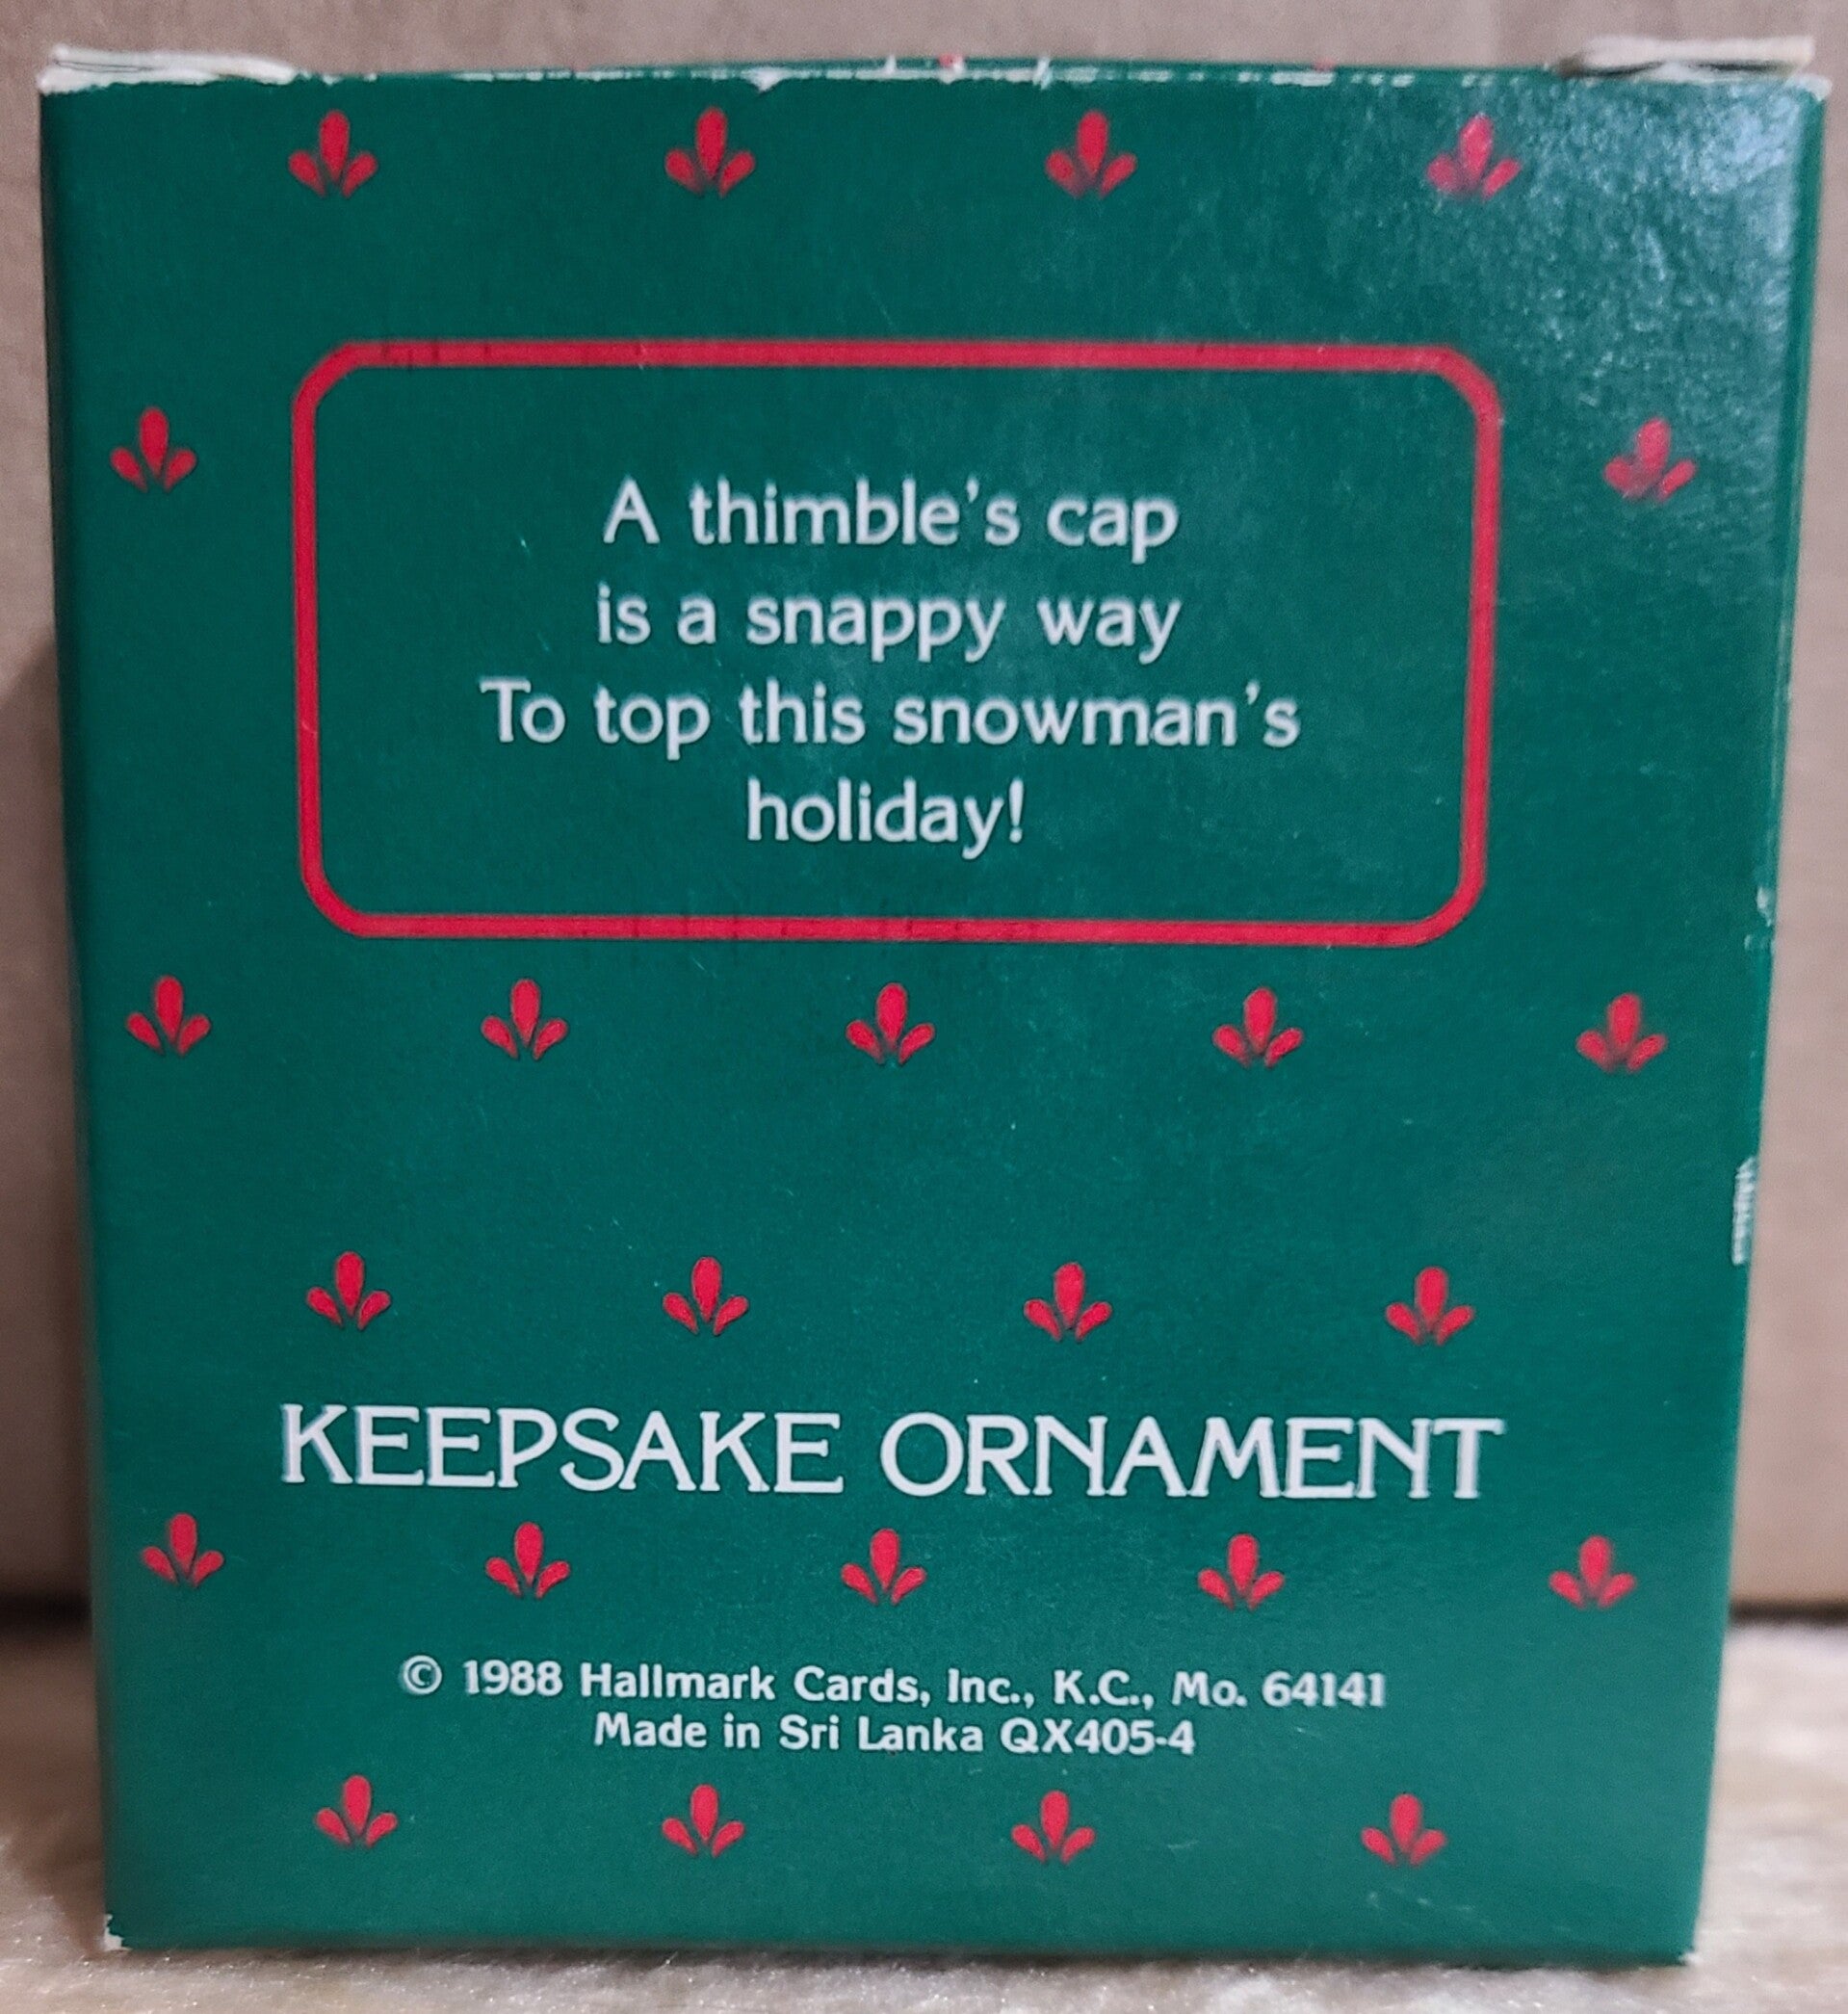 A thimble's cap
is a snappy way
To top this snowman's
holiday!
KEEPSAKE ORNAMENT
© 1988 Hallmark Cards, Inc., K.C., Mo. 64141
Made in Sri Lanka QX405-4